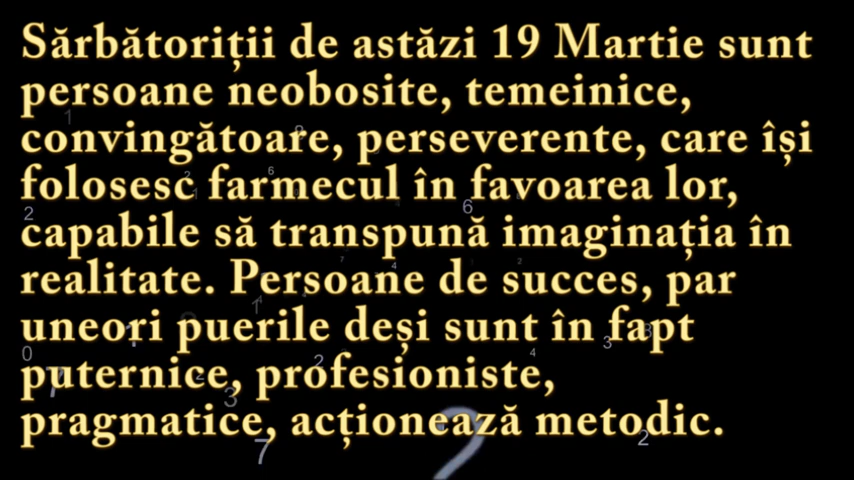 Sărbătoriții de astăzi 19 Martie sunt
persoane neobosite, temeinice,
convingătoare, perseverente, care își
folosesc farmecul în favoarea lor,
capabile să transpună imaginația în
realitate. Persoane de succes, par
uneori puerile deși sunt în fapt
puternice, profesioniste,
pragmatice, acționează metodic.